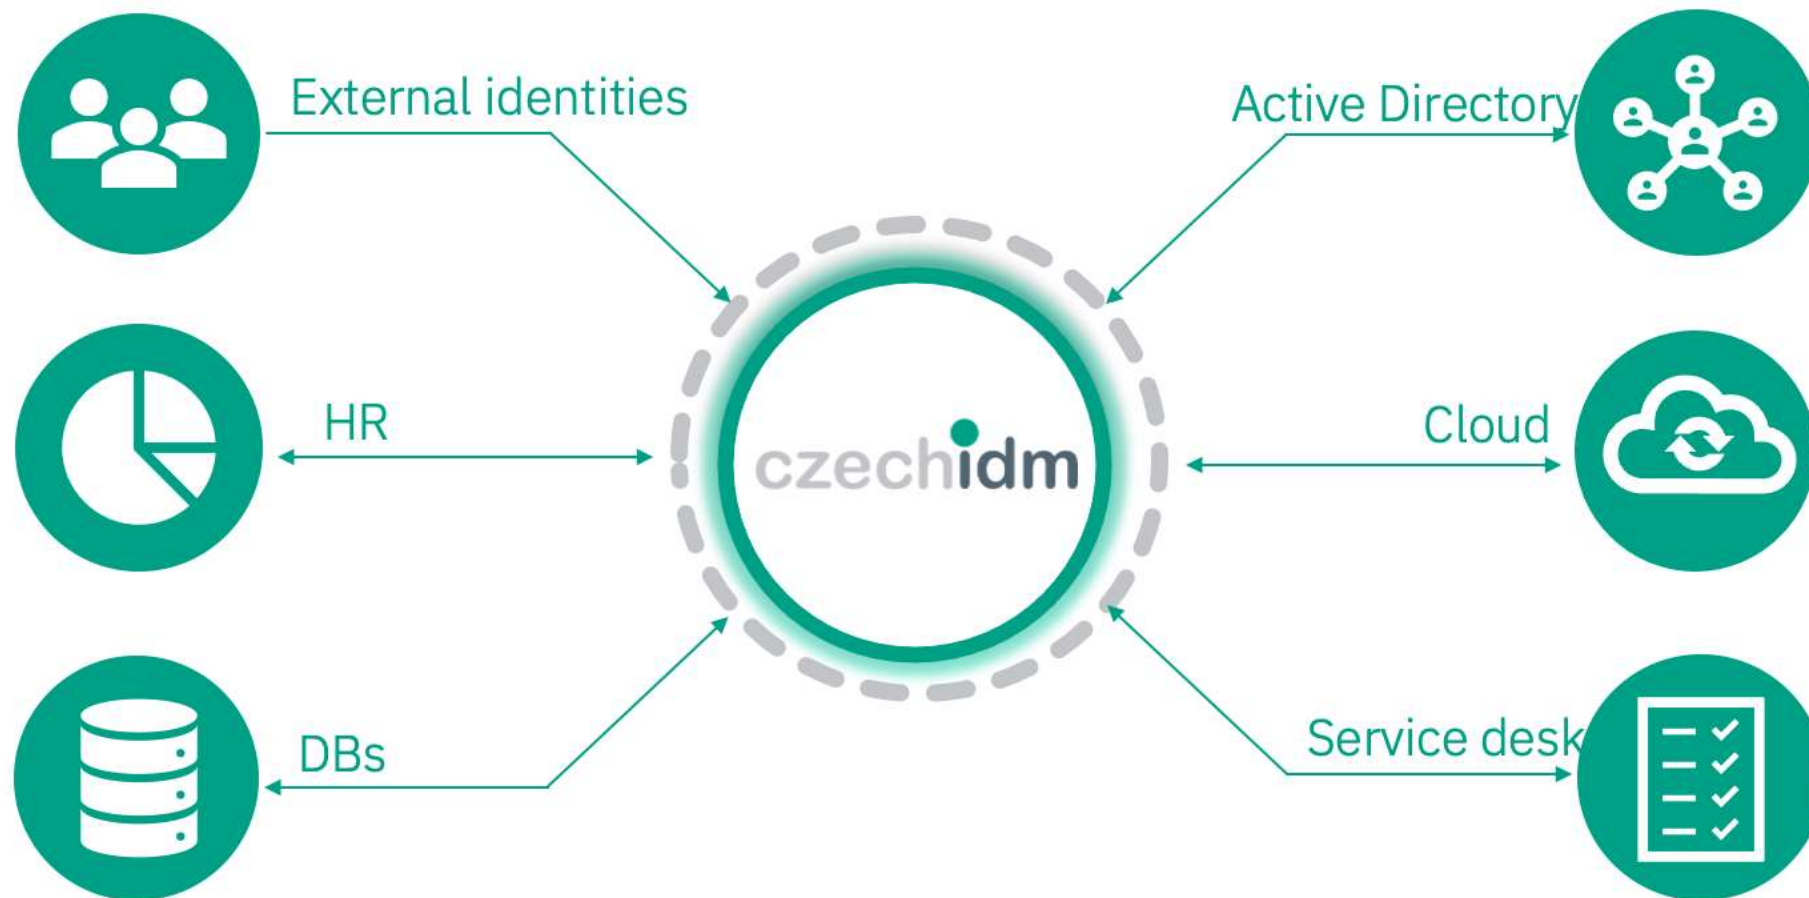 External identities
Active Directory
HR
czechidm
Cloud
DBs
Service desk